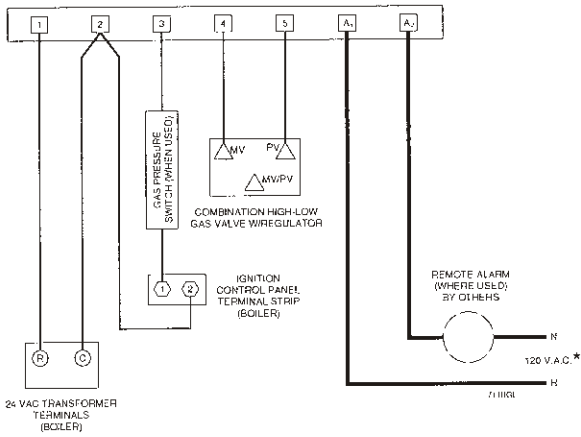 1 2 3 4 5 A₁ A₂
GAS PRESSURE
SWITCH (WHEN USED)
MV PV
MV/PV
COMBINATION HIGH-LOW
GAS VALVE W/REGULATOR
1 2
IGNITION
CONTROL PANEL
TERMINAL STRIP
(BOILER)
REMOTE ALARM
(WHERE USED)
BY OTHERS
N
120 V.A.C.*
H
R C
24 VAC TRANSFORMER
TERMINALS
(BOILER)